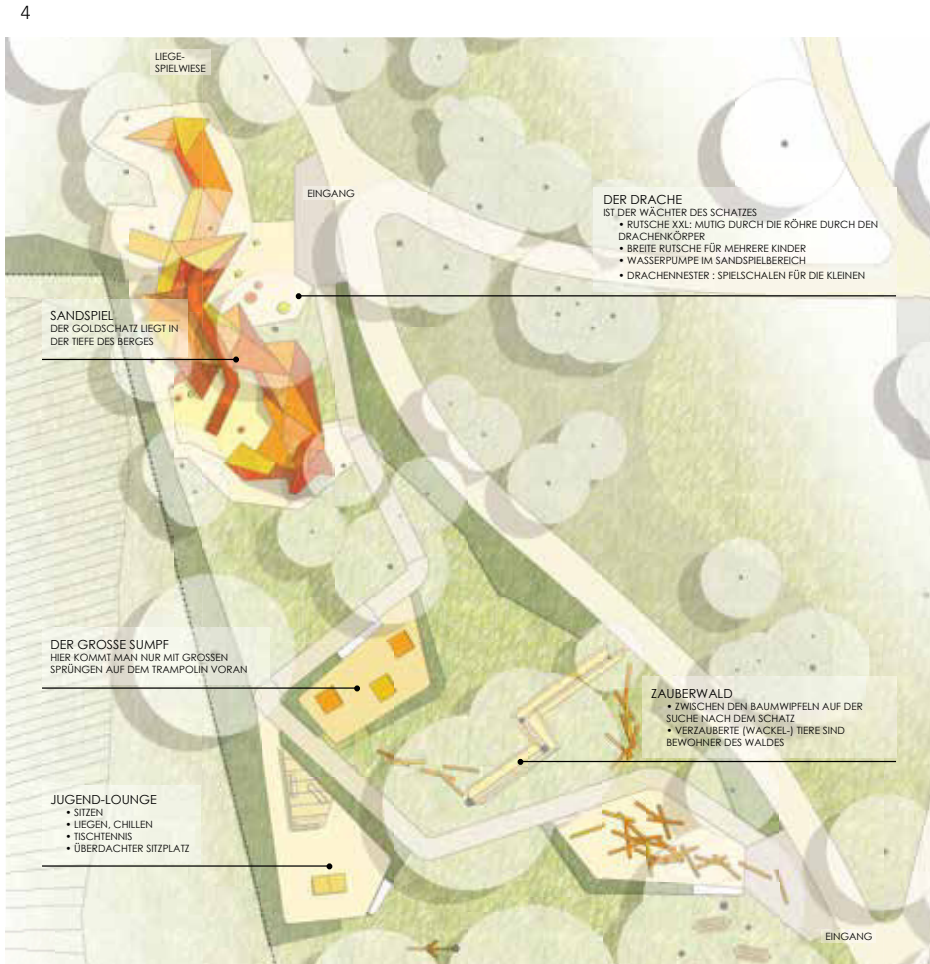 4
LIEGE-
SPIELWIESE
EINGANG
DER DRACHE
IST DER WÄCHTER DES SCHATZES
• RUTSCHE XXL: MUTIG DURCH DIE RÖHRE DURCH DEN
DRACHENKÖRPER
• BREITE RUTSCHE FÜR MEHRERE KINDER
• WASSERPUMPE IM SANDSPIELBEREICH
• DRACHENNESTER : SPIELSCHALEN FÜR DIE KLEINEN
SANDSPIEL
DER GOLDSCHATZ LIEGT IN
DER TIEFE DES BERGES
DER GROSSE SUMPF
HIER KOMMT MAN NUR MIT GROSSEN
SPRÜNGEN AUF DEM TRAMPOLIN VORAN
ZAUBERWALD
• ZWISCHEN DEN BAUMWIPFELN AUF DER
SUCHE NACH DEM SCHATZ
• VERZAUBERTE (WACKEL-) TIERE SIND
BEWOHNER DES WALDES
JUGEND-LOUNGE
• SITZEN
• LIEGEN, CHILLEN
• TISCHTENNIS
• ÜBERDACHTER SITZPLATZ
EINGANG